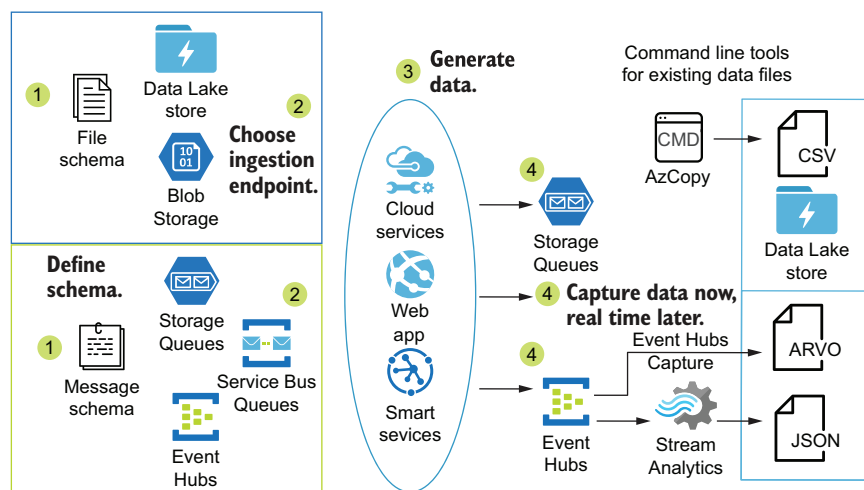 1
File
schema
Data Lake
store
2
Choose
ingestion
endpoint.
10
01
Blob
Storage
Define
schema.
1
C
Message
schema
Storage
Queues
2
Service Bus
Queues
Event
Hubs
3 Generate
data.
Cloud
services
Web
app
Smart
sevices
4
Storage
Queues
4 Capture data now,
real time later.
4
Event
Hubs
Event Hubs
Capture
Stream
Analytics
Command line tools
for existing data files
CMD
AzCopy
CSV
Data Lake
store
ARVO
JSON